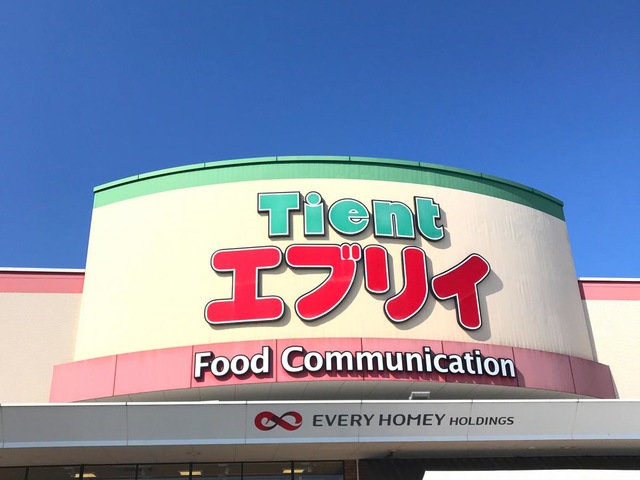 Tient
エブリイ
Food Communication
EVERY HOMEY HOLDINGS